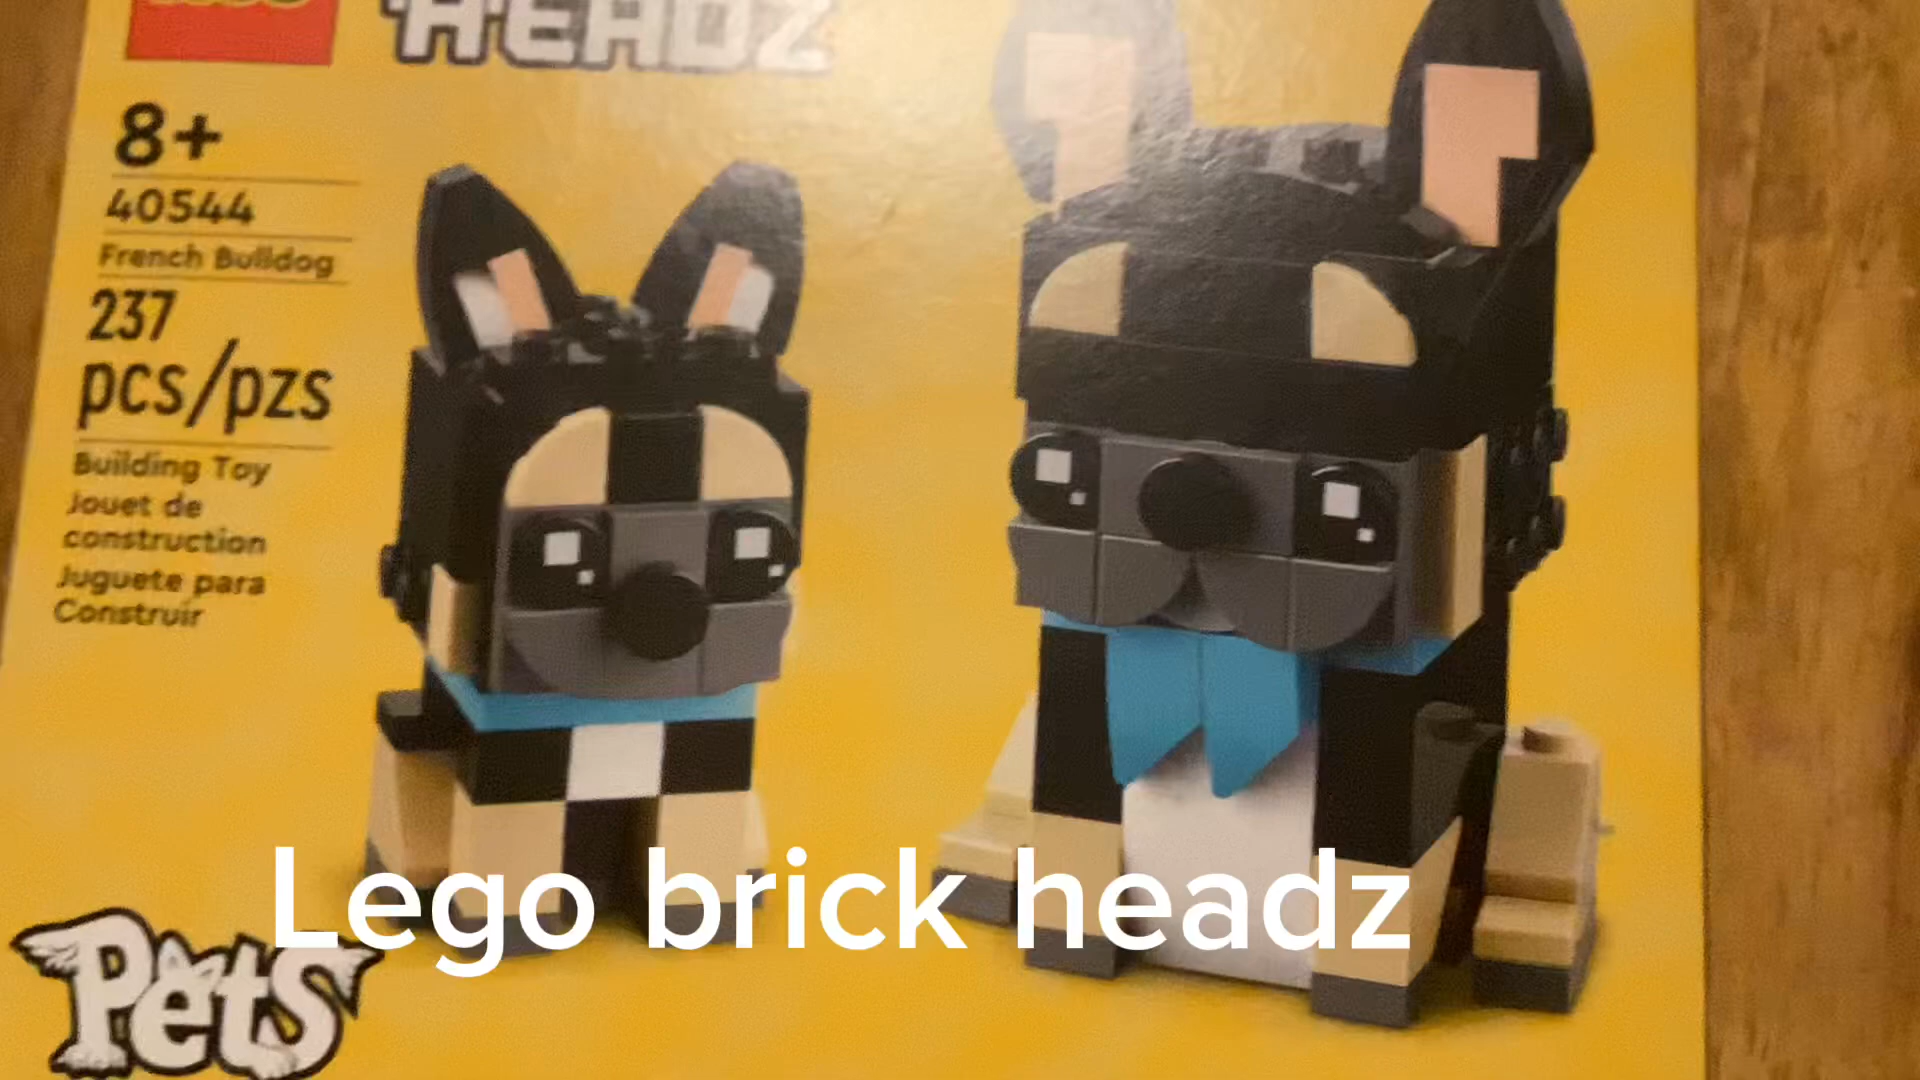 HEADZ
8+
40544
French Bulldog
237
pcs/pzs
Building Toy
Jouet de
construction
Juguete para
Construir
Lego brick headz
Pets